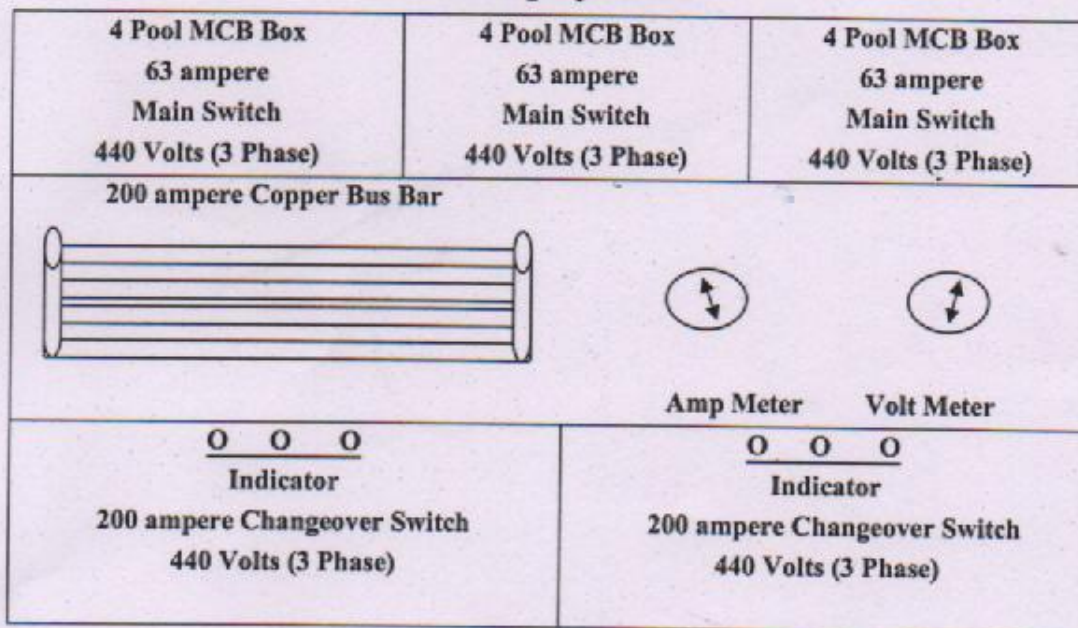 4 Pool MCB Box
63 ampere
Main Switch
440 Volts (3 Phase)
4 Pool MCB Box
63 ampere
Main Switch
440 Volts (3 Phase)
4 Pool MCB Box
63 ampere
Main Switch
440 Volts (3 Phase)
200 ampere Copper Bus Bar
Amp Meter
Volt Meter
O O O
Indicator
200 ampere Changeover Switch
440 Volts (3 Phase)
O O O
Indicator
200 ampere Changeover Switch
440 Volts (3 Phase)